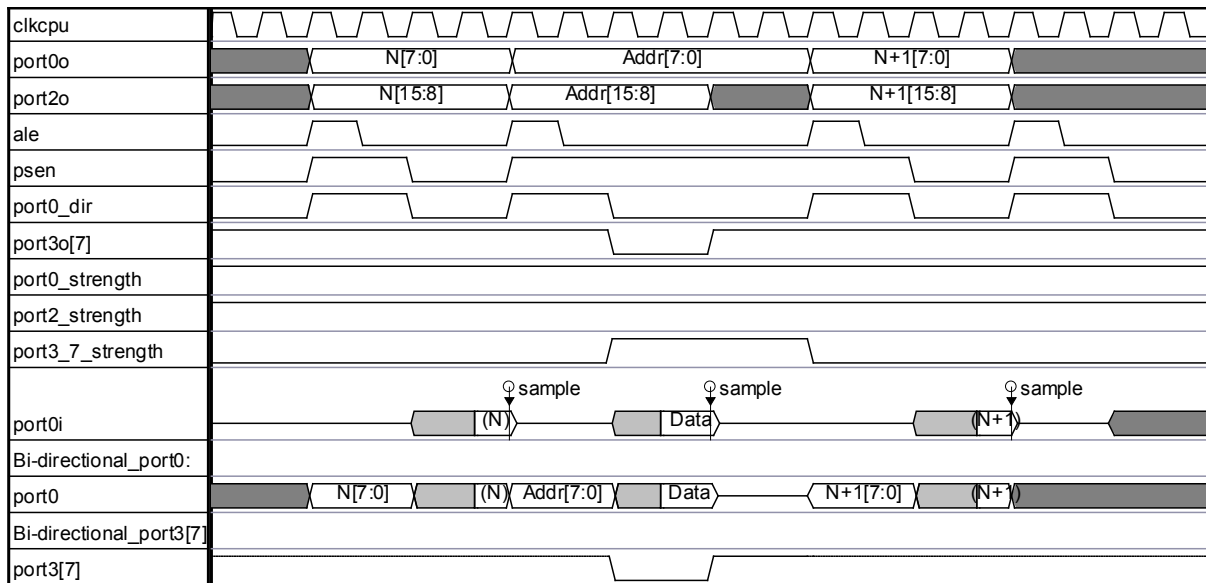 clkcpu
port0o N[7:0] Addr[7:0] N+1[7:0]
port2o N[15:8] Addr[15:8] N+1[15:8]
ale
psen
port0_dir
port3o[7]
port0_strength
port2_strength
port3_7_strength
sample sample sample
port0i (N) Data (N+1)
Bi-directional_port0:
port0 N[7:0] (N) Addr[7:0] Data N+1[7:0] (N+1)
Bi-directional_port3[7]
port3[7]